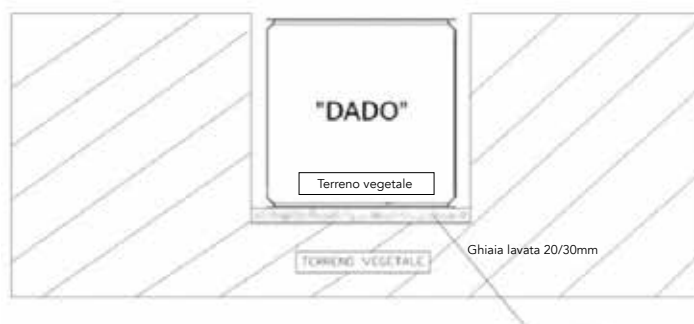 "DADO"
Terreno vegetale
Ghiaia lavata 20/30mm
TERRENO VEGETALE